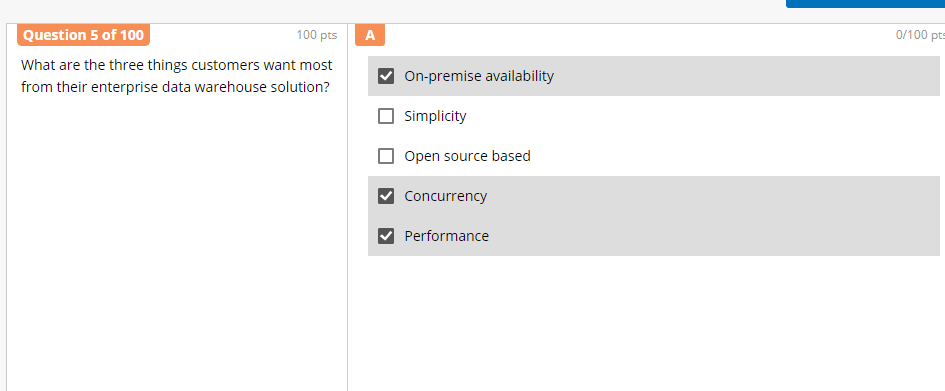 Question 5 of 100
100 pts
What are the three things customers want most
from their enterprise data warehouse solution?
A
0/100 pts
On-premise availability
Simplicity
Open source based
Concurrency
Performance